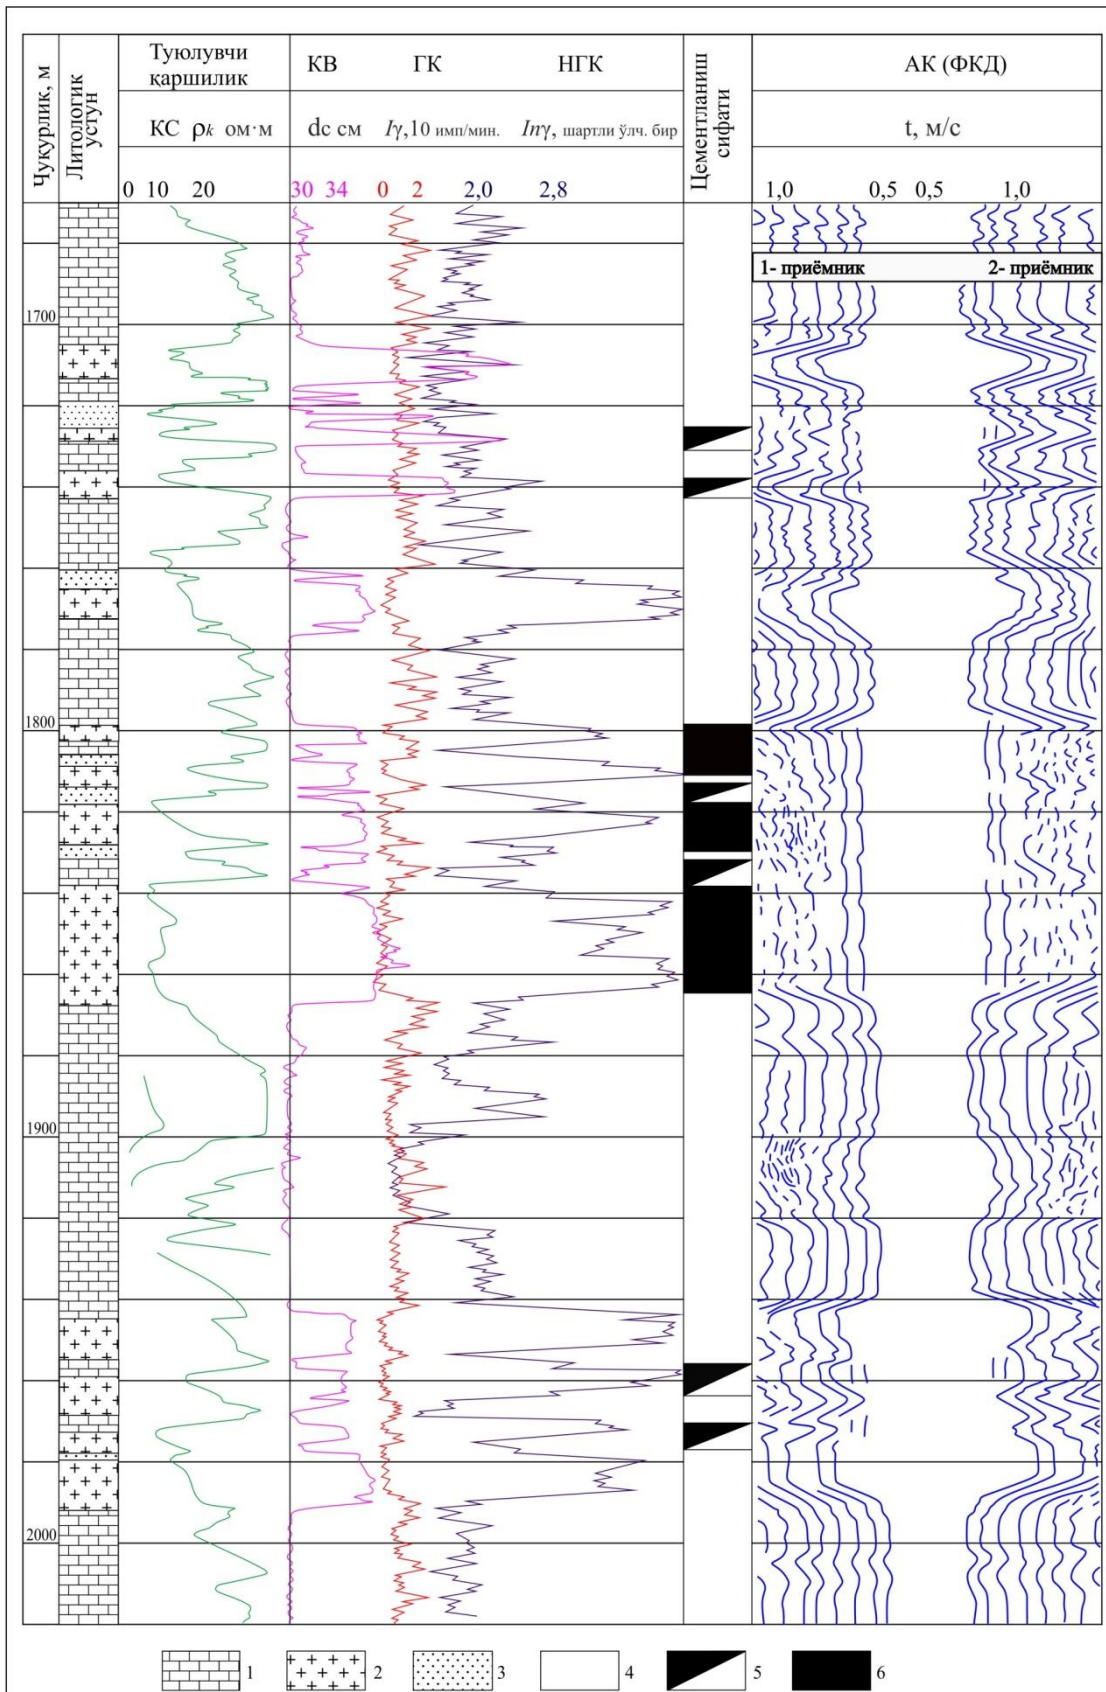 Чукурлик, м
Литологик
устун
Туюлувчи
қаршилик
КС ρk ом·м
0 10 20
КВ ГК НГК
dc см Iγ,10 имп/мин. Inγ, шартли ўлч. бир
30 34 0 2 2,0 2,8
Цементланиш
сифати
АК (ФКД)
t, м/с
1,0 0,5 0,5 1,0
1- приёмник 2- приёмник
1700
1800
1900
2000
1 2 3 4 5 6